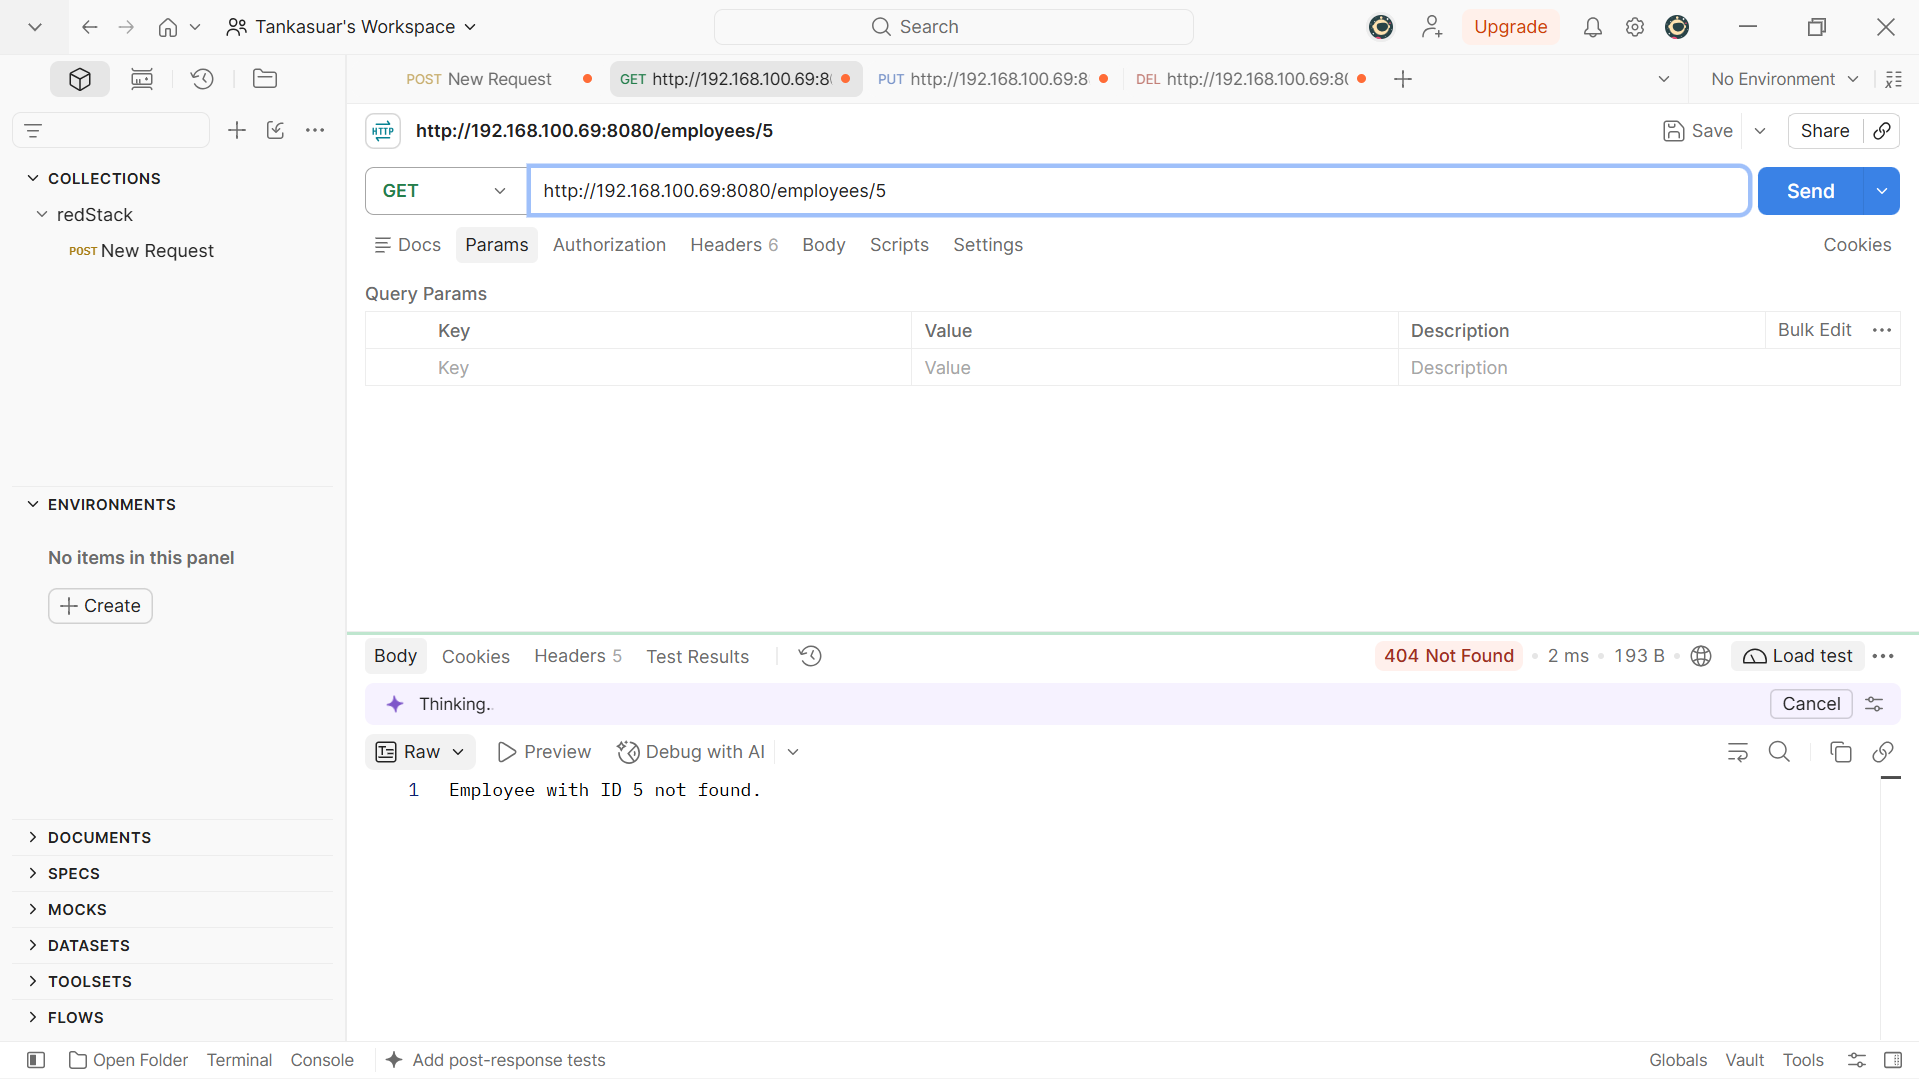 Tankasuar's Workspace
Search
Upgrade
POST New Request
GET http://192.168.100.69:8
PUT http://192.168.100.69:8
DEL http://192.168.100.69:80
No Environment
HTTP http://192.168.100.69:8080/employees/5
Save
Share
COLLECTIONS
redStack
POST New Request
GET
http://192.168.100.69:8080/employees/5
Send
Docs
Params
Authorization
Headers 6
Body
Scripts
Settings
Cookies
Query Params
Key
Value
Description
Bulk Edit
Key
Value
Description
ENVIRONMENTS
No items in this panel
Create
Body
Cookies
Headers 5
Test Results
404 Not Found
2 ms
193 B
Load test
Thinking..
Cancel
Raw
Preview
Debug with AI
1 Employee with ID 5 not found.
DOCUMENTS
SPECS
MOCKS
DATASETS
TOOLSETS
FLOWS
Open Folder
Terminal
Console
Add post-response tests
Globals
Vault
Tools